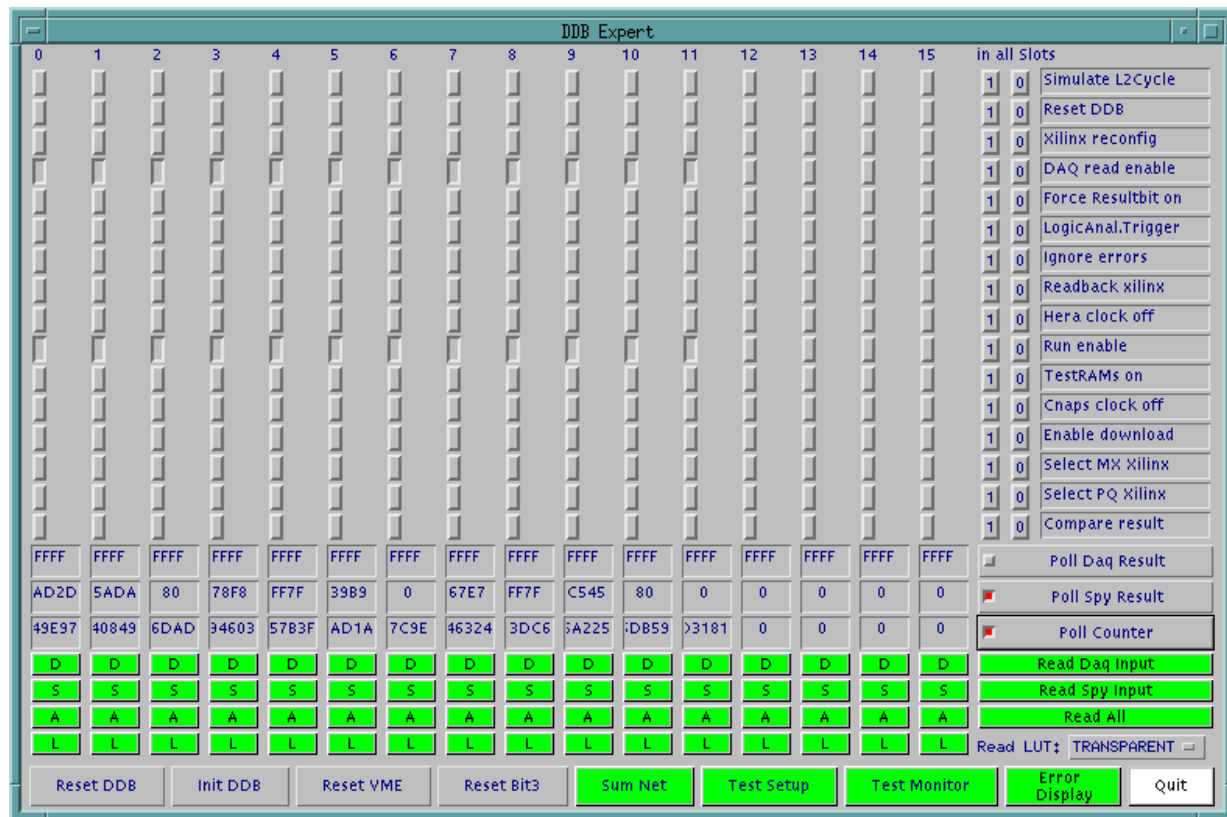 DDB Expert
0 1 2 3 4 5 6 7 8 9 10 11 12 13 14 15 in all Slots
1 0 Simulate L2Cycle
1 0 Reset DDB
1 0 Xilinx reconfig
1 0 DAQ read enable
1 0 Force Resultbit on
1 0 LogicAnal.Trigger
1 0 Ignore errors
1 0 Readback xilinx
1 0 Hera clock off
1 0 Run enable
1 0 TestRAMs on
1 0 Cnaps clock off
1 0 Enable download
1 0 Select MX Xilinx
1 0 Select PQ Xilinx
1 0 Compare result
FFFF FFFF FFFF FFFF FFFF FFFF FFFF FFFF FFFF FFFF FFFF FFFF FFFF FFFF FFFF FFFF Poll Daq Result
AD2D 5ADA 80 78F8 FF7F 39B9 0 67E7 FF7F C545 80 0 0 0 0 0 Poll Spy Result
49E97 40849 6DAD 94603 57B3F AD1A 7C9E 46324 3DC6 5A225 DB59 3181 0 0 0 0 Poll Counter
D D D D D D D D D D D D D D D D Read Daq Input
S S S S S S S S S S S S S S S S Read Spy Input
A A A A A A A A A A A A A A A A Read All
L L L L L L L L L L L L L L L L Read LUT: TRANSPARENT
Reset DDB Init DDB Reset VME Reset Bit3 Sum Net Test Setup Test Monitor Error Display Quit